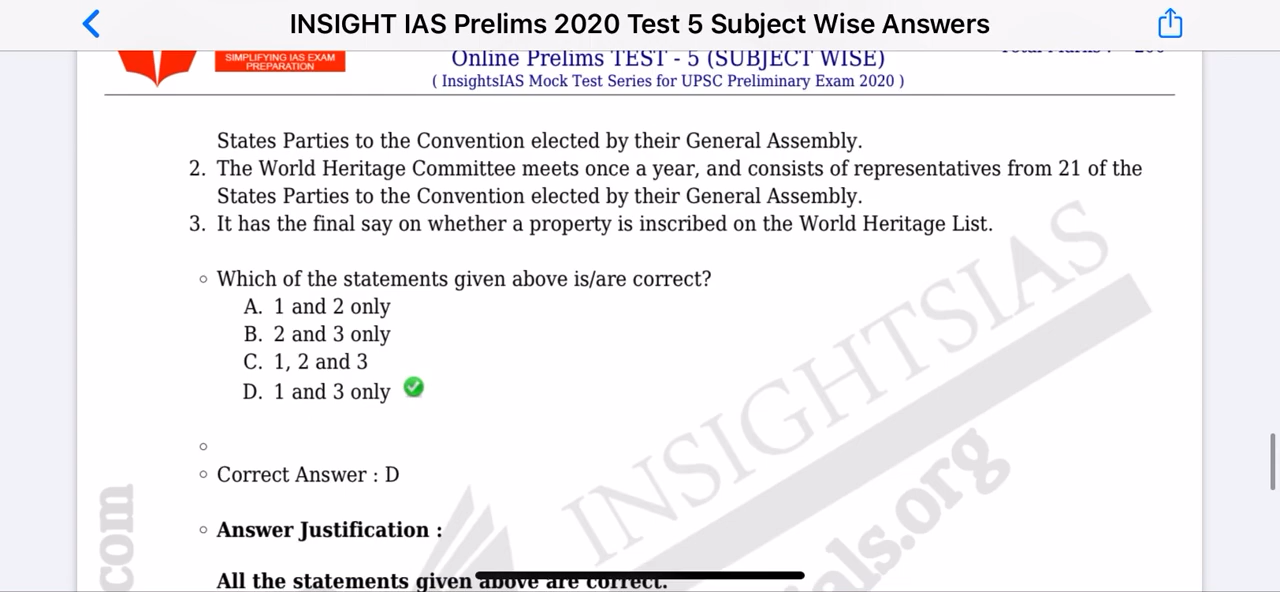 INSIGHT IAS Prelims 2020 Test 5 Subject Wise Answers
SIMPLIFYING IAS EXAM
PREPARATION
Online Prelims TEST - 5 (SUBJECT WISE)
( InsightsIAS Mock Test Series for UPSC Preliminary Exam 2020 )
States Parties to the Convention elected by their General Assembly.
2. The World Heritage Committee meets once a year, and consists of representatives from 21 of the
States Parties to the Convention elected by their General Assembly.
3. It has the final say on whether a property is inscribed on the World Heritage List.
Which of the statements given above is/are correct?
A. 1 and 2 only
B. 2 and 3 only
C. 1, 2 and 3
D. 1 and 3 only
Correct Answer : D
Answer Justification :
All the statements given above are correct.
INSIGHTSIAS
als.org
com